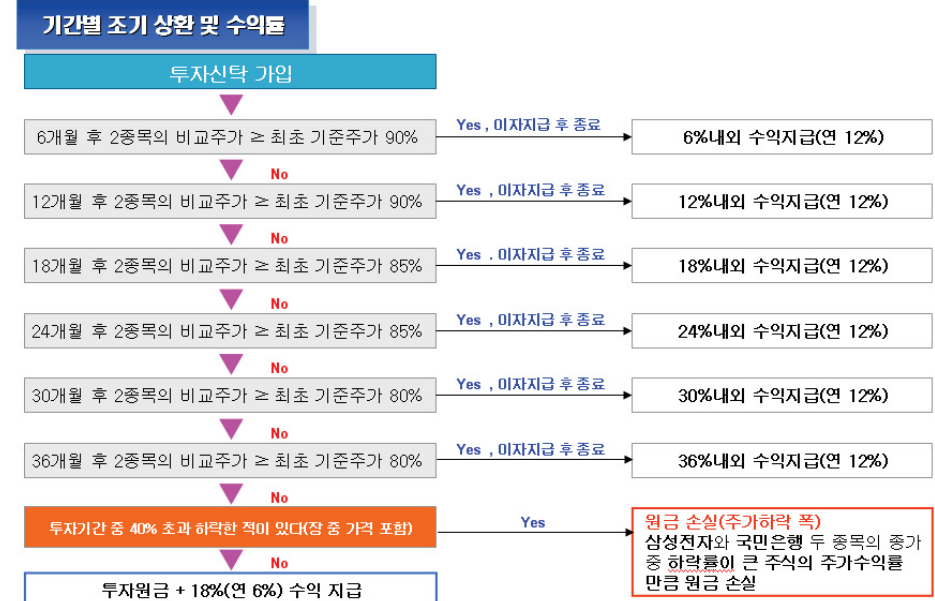 기간별 조기 상환 및 수익률
투자신탁 가입
6개월 후 2종목의 비교주가 ≥ 최초 기준주가 90%
Yes , 이자지급 후 종료
6%내외 수익지급(연 12%)
No
12개월 후 2종목의 비교주가 ≥ 최초 기준주가 90%
Yes , 이자지급 후 종료
12%내외 수익지급(연 12%)
No
18개월 후 2종목의 비교주가 ≥ 최초 기준주가 85%
Yes . 이자지급 후 종료
18%내외 수익지급(연 12%)
No
24개월 후 2종목의 비교주가 ≥ 최초 기준주가 85%
Yes , 이자지급 후 종료
24%내외 수익지급(연 12%)
No
30개월 후 2종목의 비교주가 ≥ 최초 기준주가 80%
Yes , 이자지급 후 종료
30%내외 수익지급(연 12%)
No
36개월 후 2종목의 비교주가 ≥ 최초 기준주가 80%
Yes , 이자지급 후 종료
36%내외 수익지급(연 12%)
No
투자기간 중 40% 초과 하락한 적이 있다(장 중 가격 포함)
Yes
원금 손실(주가하락 폭)
삼성전자와 국민은행 두 종목의 종가
중 하락률이 큰 주식의 주가수익률
만큼 원금 손실
No
투자원금 + 18%(연 6%) 수익 지급